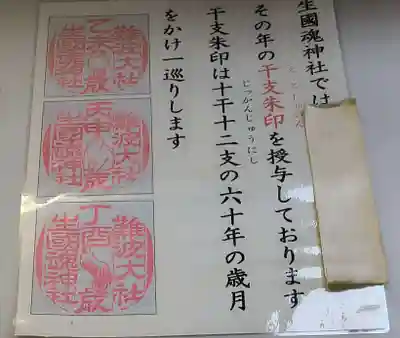 生國魂神社では
その年の干支朱印を授与しております
じっかんじゅうにし
干支朱印は十干十二支の六十年の歳月
をかけ一巡りします
難波大社
乙未歳
生國魂神社
難波大社
丙申歳
生國魂神社
難波大社
丁酉歳
生國魂神社